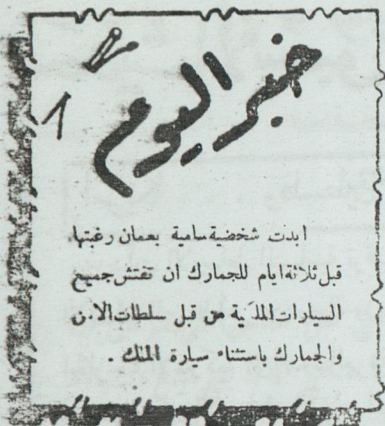 خبر اليوم
ابدت شخصية سامية بعمان رغبتها
قبل ثلاثة ايام للجمارك ان تفتش جميع
السيارات الملكية من قبل سلطات الامن
والجمارك باستثناء سيارة الملك .